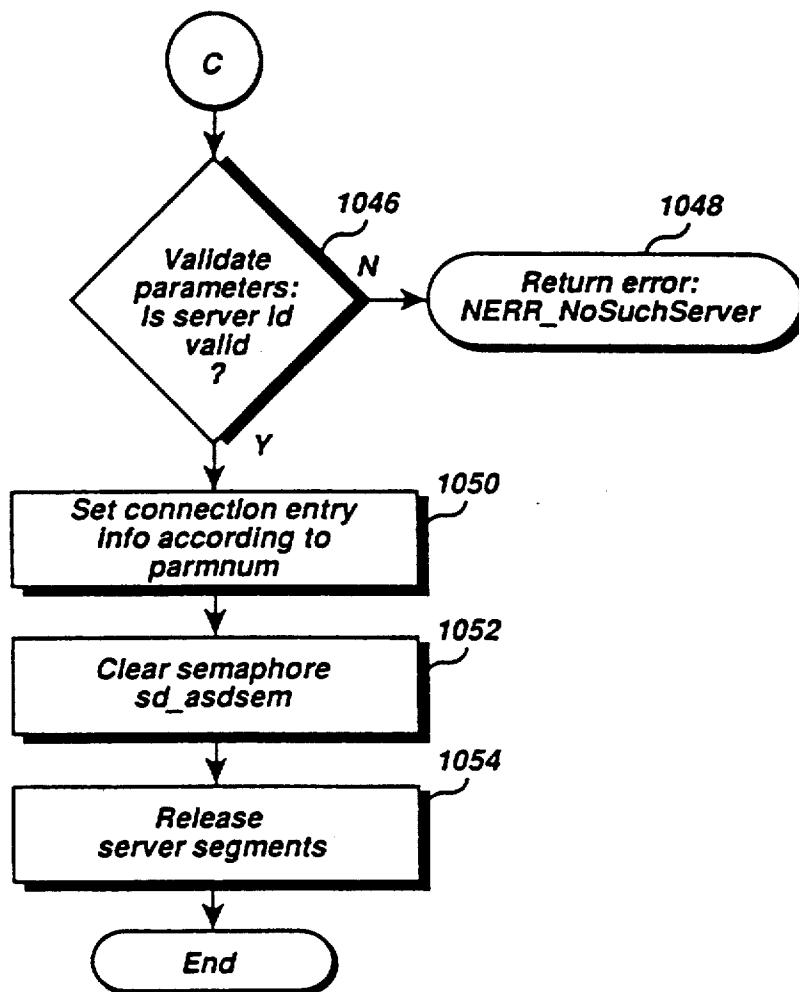 C
1046
Validate
parameters:
Is server id
valid
?
N
1048
Return error:
NERR_NoSuchServer
Y
1050
Set connection entry
info according to
parmnum
1052
Clear semaphore
sd_asdsem
1054
Release
server segments
End